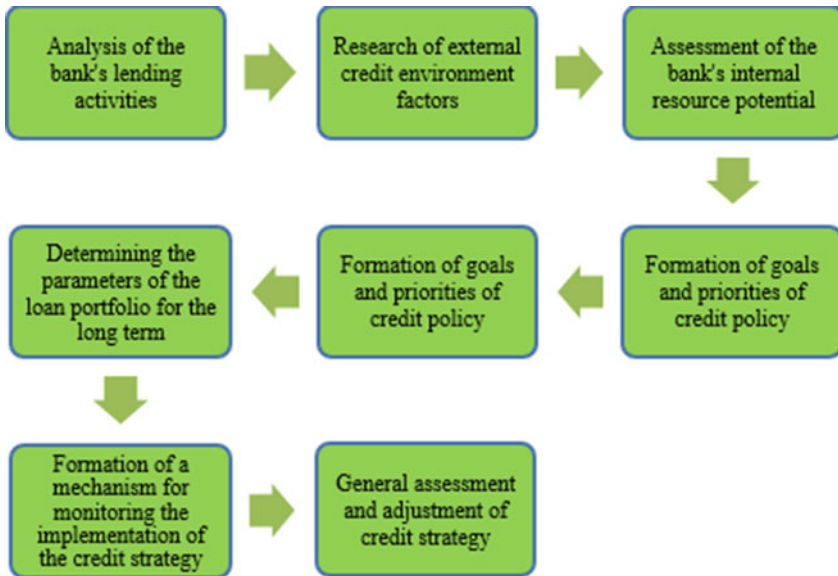 Analysis of the
bank's lending
activities
Research of external
credit environment
factors
Assessment of the
bank's internal
resource potential
Formation of goals
and priorities of
credit policy
Formation of goals
and priorities of
credit policy
Determining the
parameters of the
loan portfolio for the
long term
Formation of a
mechanism for
monitoring the
implementation of
the credit strategy
General assessment
and adjustment of
credit strategy